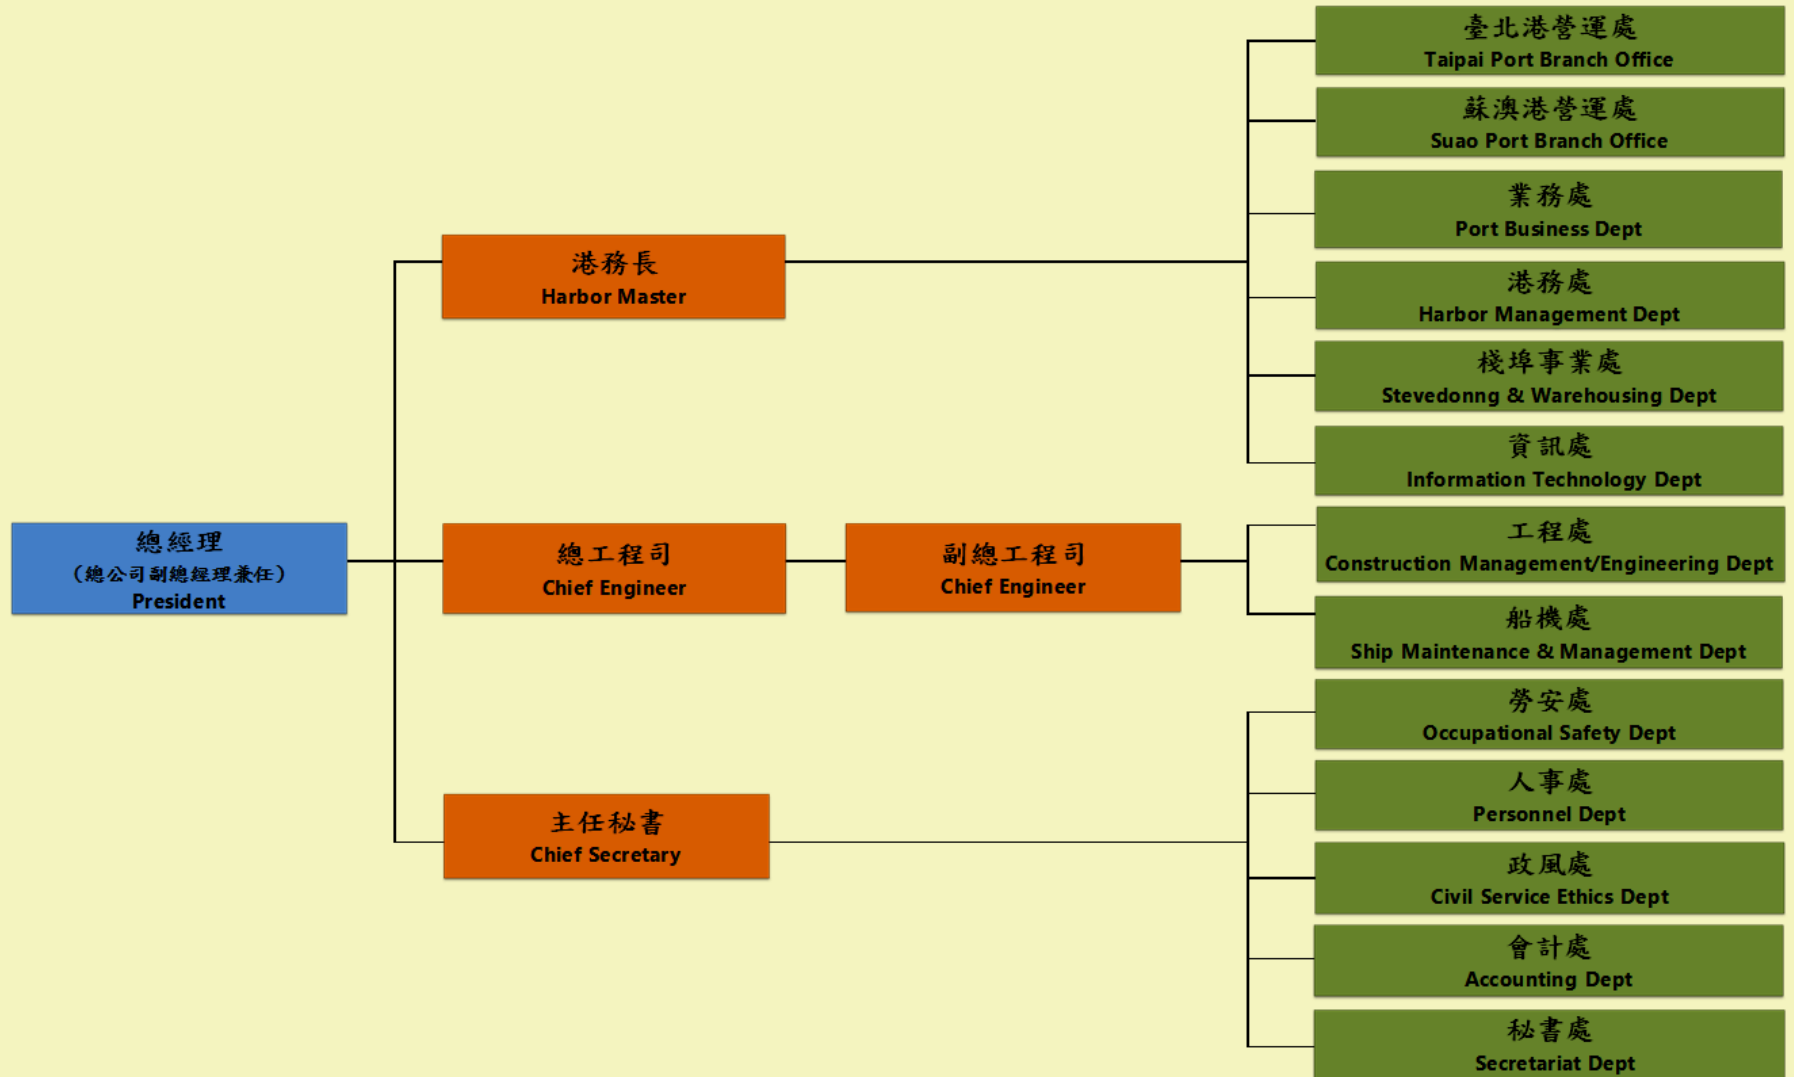 臺北港營運處
Taipai Port Branch Office
蘇澳港營運處
Suao Port Branch Office
業務處
Port Business Dept
港務長
Harbor Master
港務處
Harbor Management Dept
棧埠事業處
Stevedonng & Warehousing Dept
資訊處
Information Technology Dept
總經理
（總公司副總經理兼任）
President
總工程司
Chief Engineer
副總工程司
Chief Engineer
工程處
Construction Management/Engineering Dept
船機處
Ship Maintenance & Management Dept
主任秘書
Chief Secretary
勞安處
Occupational Safety Dept
人事處
Personnel Dept
政風處
Civil Service Ethics Dept
會計處
Accounting Dept
秘書處
Secretariat Dept